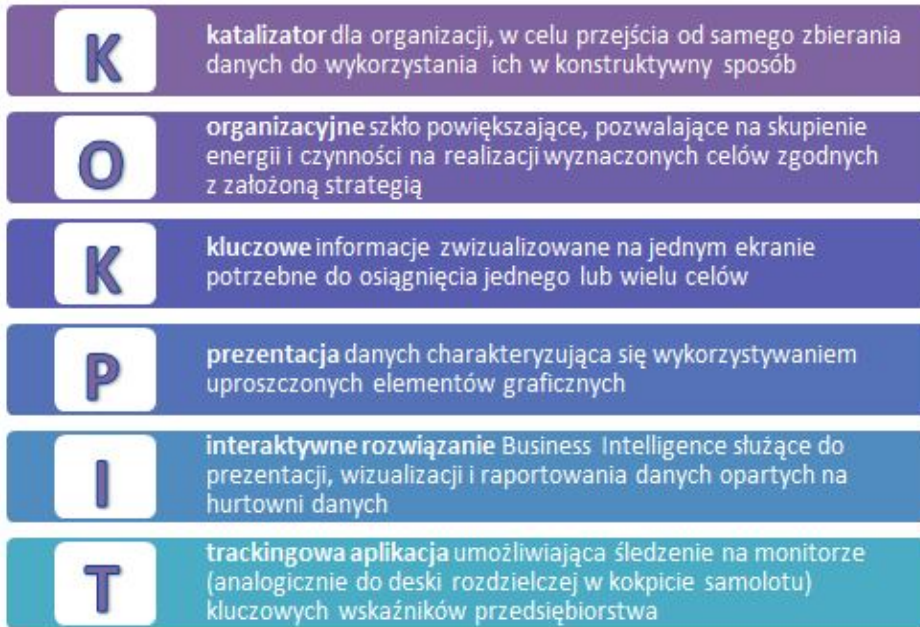 K
katalizator dla organizacji, w celu przejścia od samego zbierania
danych do wykorzystania ich w konstruktywny sposób
O
organizacyjne szkło powiększające, pozwalające na skupienie
energii i czynności na realizacji wyznaczonych celów zgodnych
z założoną strategią
K
kluczowe informacje zwizualizowane na jednym ekranie
potrzebne do osiągnięcia jednego lub wielu celów
P
prezentacja danych charakteryzująca się wykorzystywaniem
uproszczonych elementów graficznych
I
interaktywne rozwiązanie Business Intelligence służące do
prezentacji, wizualizacji i raportowania danych opartych na
hurtowni danych
T
trackingowa aplikacja umożliwiająca śledzenie na monitorze
(analogicznie do deski rozdzielczej w kokpicie samolotu)
kluczowych wskaźników przedsiębiorstwa